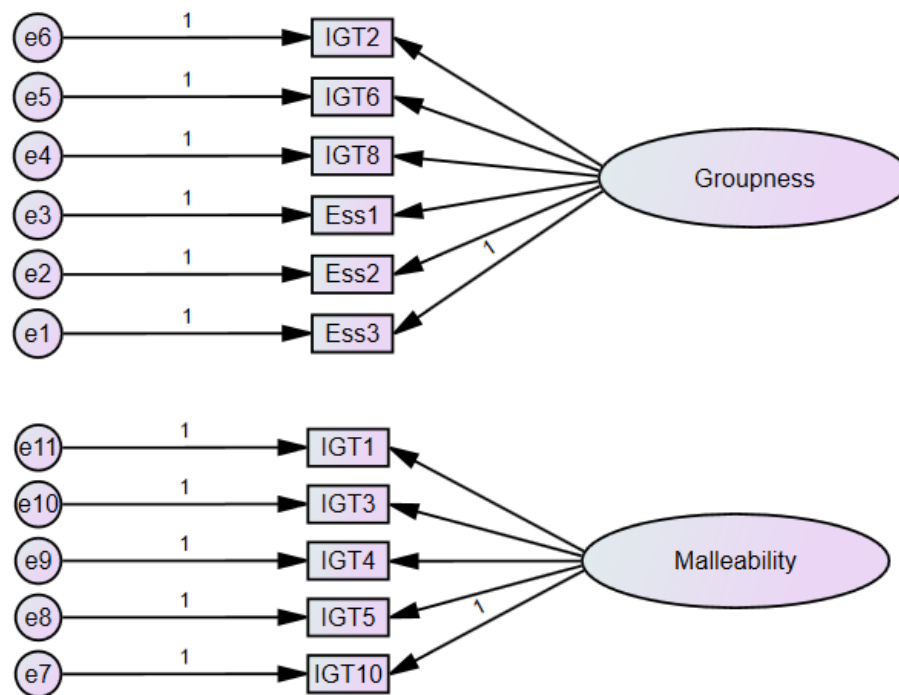 e6 1 IGT2
e5 1 IGT6
e4 1 IGT8
Groupness
e3 1 Ess1
e2 1 Ess2 1
e1 1 Ess3
e11 1 IGT1
e10 1 IGT3
e9 1 IGT4
Malleability
e8 1 IGT5 1
e7 1 IGT10